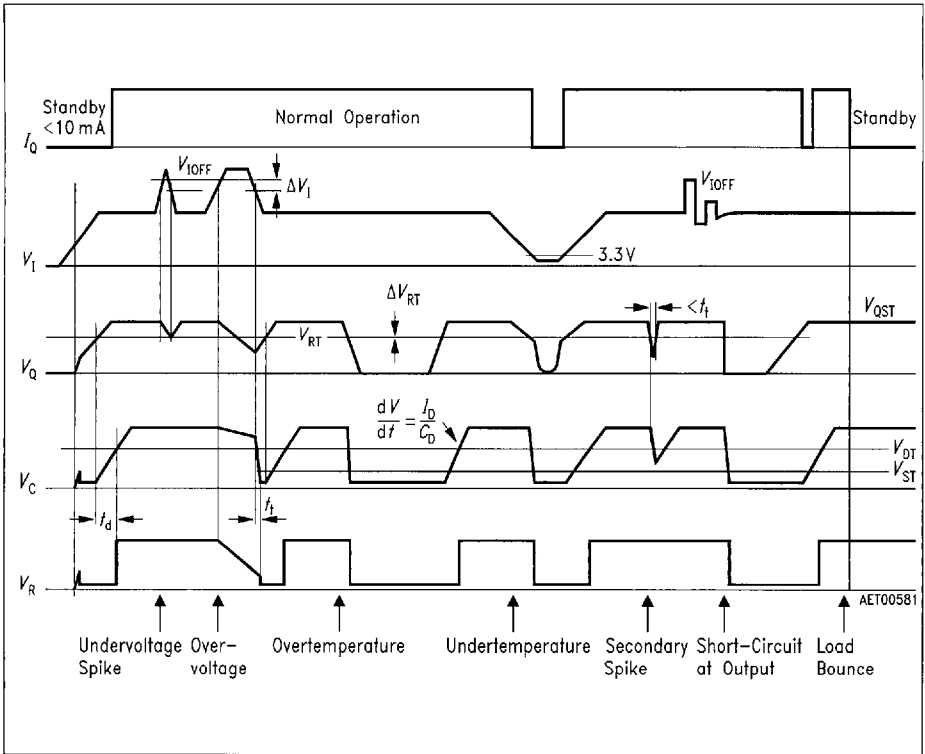 Standby
<10 mA
Normal Operation
Standby
I_Q
V_IOFF
ΔV_I
V_IOFF
V_I
3.3 V
ΔV_RT
<t_t
V_QST
V_RT
V_Q
dV/dt = I_D/C_D
V_DT
V_ST
V_C
t_d
t_t
V_R
AET00581
Undervoltage
Spike
Over-
voltage
Overtemperature
Undertemperature
Secondary
Spike
Short-Circuit
at Output
Load
Bounce